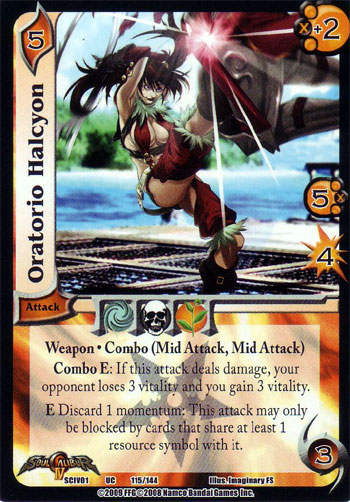 5
+2
Oratorio Halcyon
5
4
Attack
Weapon • Combo (Mid Attack, Mid Attack)
Combo E: If this attack deals damage, your
opponent loses 3 vitality and you gain 3 vitality.
E Discard 1 momentum: This attack may only
be blocked by cards that share at least 1
resource symbol with it.
3
SOULCALIBUR
IV
SCIV01 UC 115/144 Illus. Imaginary FS
©2009 FFG ©2008 Namco Bandai Games Inc.